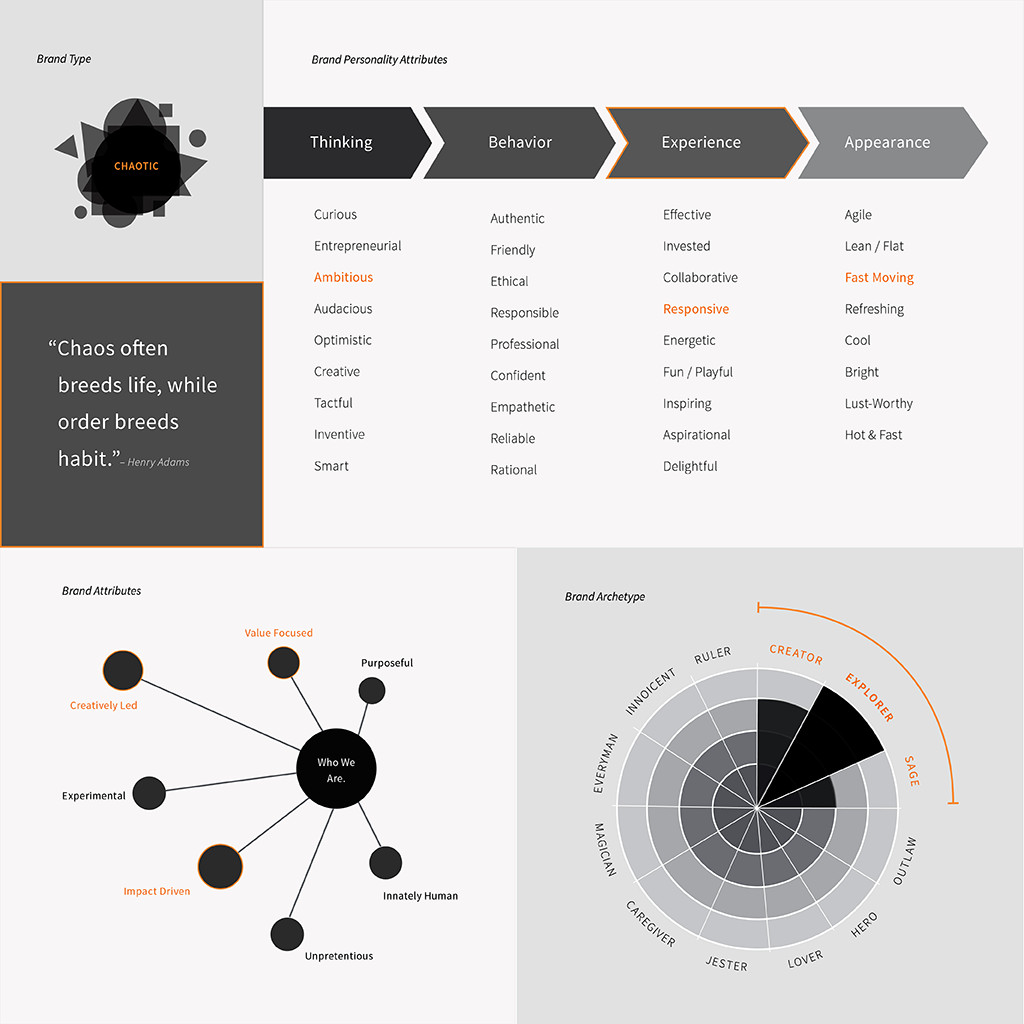 Brand Type
CHAOTIC
“Chaos often
breeds life, while
order breeds
habit.” – Henry Adams
Brand Personality Attributes
Thinking
Curious
Entrepreneurial
Ambitious
Audacious
Optimistic
Creative
Tactful
Inventive
Smart
Behavior
Authentic
Friendly
Ethical
Responsible
Professional
Confident
Empathetic
Reliable
Rational
Experience
Effective
Invested
Collaborative
Responsive
Energetic
Fun / Playful
Inspiring
Aspirational
Delightful
Appearance
Agile
Lean / Flat
Fast Moving
Refreshing
Cool
Bright
Lust-Worthy
Hot & Fast
Brand Attributes
Value Focused
Purposeful
Creatively Led
Who We
Are.
Experimental
Impact Driven
Innately Human
Unpretentious
Brand Archetype
CREATOR
EXPLORER
SAGE
OUTLAW
HERO
LOVER
JESTER
CAREGIVER
MAGICIAN
EVERYMAN
INNOICENT
RULER